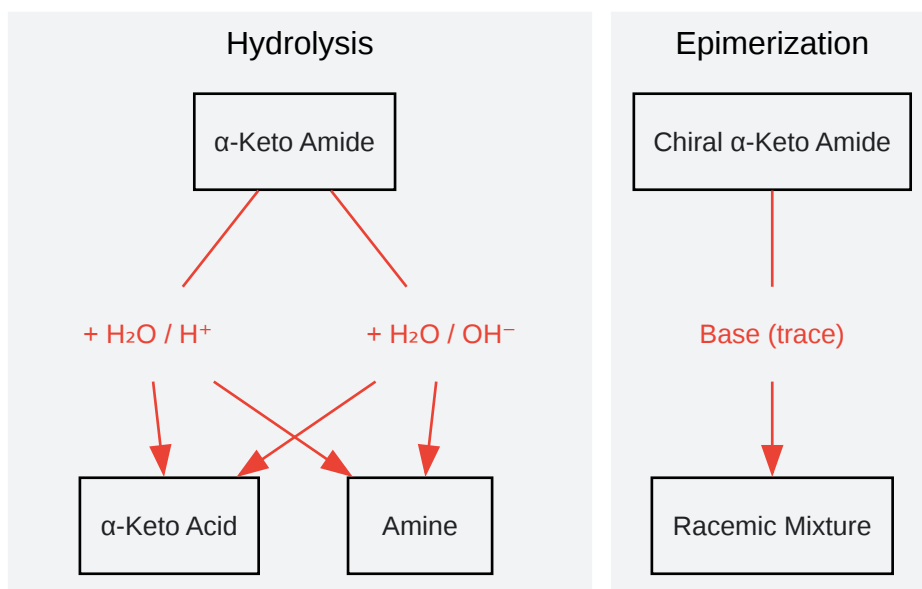 Hydrolysis
α-Keto Amide
+ H₂O / H⁺
+ H₂O / OH⁻
α-Keto Acid
Amine
Epimerization
Chiral α-Keto Amide
Base (trace)
Racemic Mixture